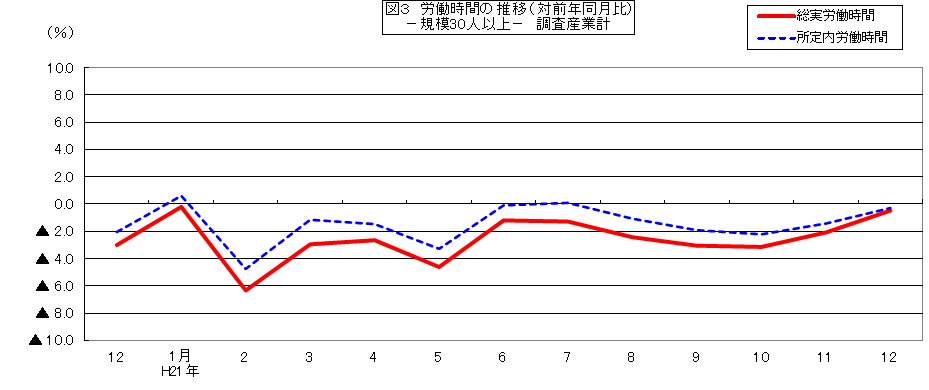 図３　労働時間の推移（対前年同月比）
－規模30人以上－　調査産業計
総実労働時間
所定内労働時間
（％）
10.0
8.0
6.0
4.0
2.0
0.0
▲ 2.0
▲ 4.0
▲ 6.0
▲ 8.0
▲ 10.0
12 1月 2 3 4 5 6 7 8 9 10 11 12
H21年